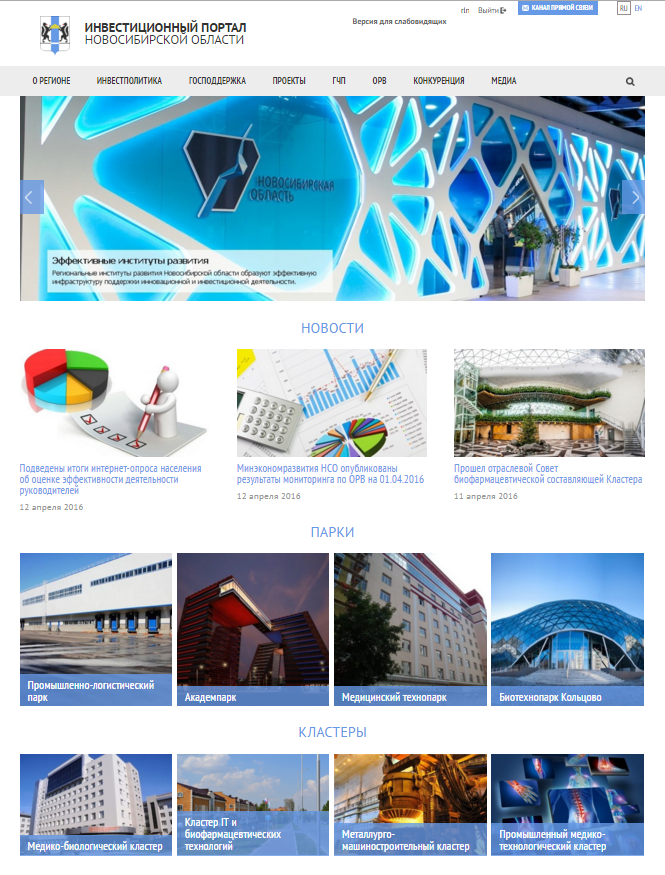 ИНВЕСТИЦИОННЫЙ ПОРТАЛ
НОВОСИБИРСКОЙ ОБЛАСТИ
Версия для слабовидящих
Выйти
КАНАЛ ПРЯМОЙ СВЯЗИ
RU EN
О РЕГИОНЕ ИНВЕСТПОЛИТИКА ГОСПОДДЕРЖКА ПРОЕКТЫ ГЧП ОРВ КОНКУРЕНЦИЯ МЕДИА
НОВОСИБИРСКАЯ
ОБЛАСТЬ
Эффективные институты развития
Региональные институты развития Новосибирской области образуют эффективную
инфраструктуру поддержки инновационной и инвестиционной деятельности.
НОВОСТИ
Подведены итоги интернет-опроса населения
об оценке эффективности деятельности
руководителей
12 апреля 2016
Минэкономразвития НСО опубликованы
результаты мониторинга по ОРВ на 01.04.2016
12 апреля 2016
Прошел отраслевой Совет
биофармацевтической составляющей Кластера
11 апреля 2016
ПАРКИ
Промышленно-логистический
парк
Академпарк
Медицинский технопарк
Биотехнопарк Кольцово
КЛАСТЕРЫ
Медико-биологический кластер
Кластер IT и
биофармацевтических
технологий
Металлурго-
машиностроительный кластер
Промышленный медико-
технологический кластер